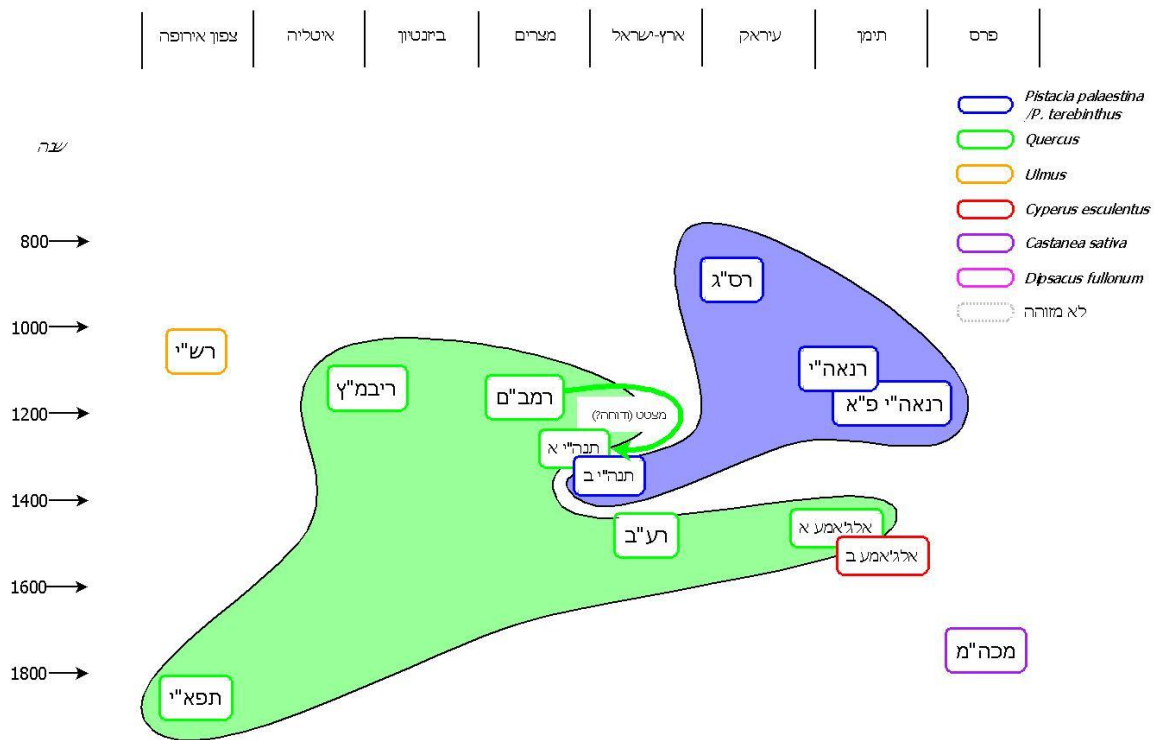 צפון אירופה
איטליה
ביזנטיון
מצרים
ארץ-ישראל
עיראק
תימן
פרס
שנה
Pistacia palaestina
/P. terebinthus
Quercus
Ulmus
Cyperus esculentus
Castanea sativa
Dipsacus fullonum
לא מזוהה
800
1000
1200
1400
1600
1800
רס"ג
רש"י
רנאה"י
ריבמ"ץ
רמב"ם
רנאה"י פ"א
מצטט (ודוחה?)
תנה"י א
תנה"י ב
רע"ב
אלג'אמע א
אלג'אמע ב
מכה"מ
תפא"י